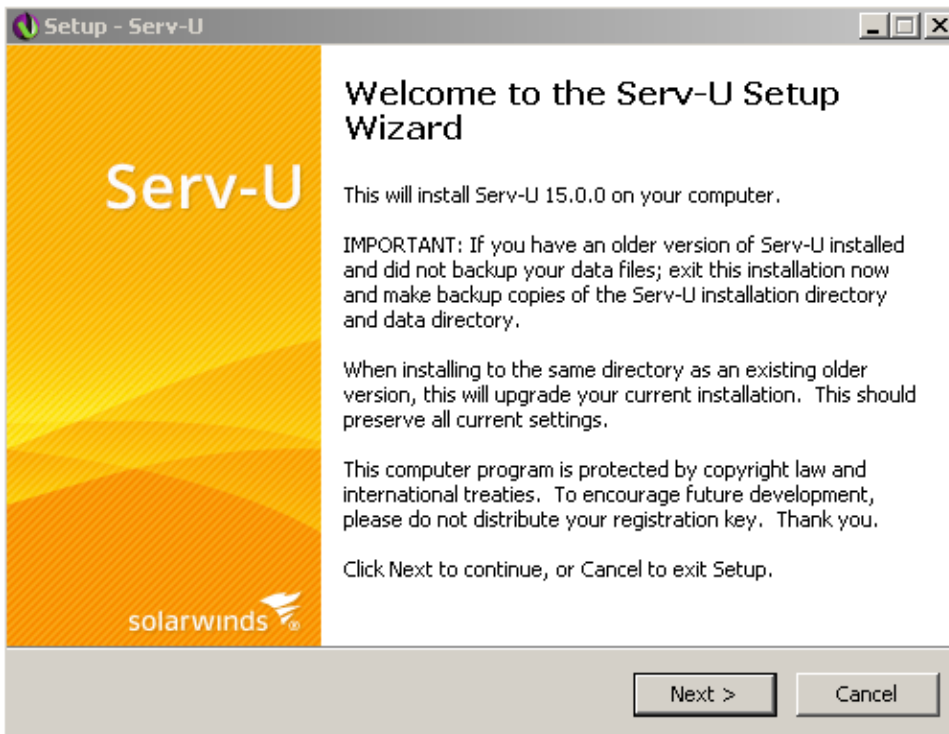 Setup - Serv-U
Serv-U
Welcome to the Serv-U Setup
Wizard
This will install Serv-U 15.0.0 on your computer.
IMPORTANT: If you have an older version of Serv-U installed
and did not backup your data files; exit this installation now
and make backup copies of the Serv-U installation directory
and data directory.
When installing to the same directory as an existing older
version, this will upgrade your current installation.  This should
preserve all current settings.
This computer program is protected by copyright law and
international treaties.  To encourage future development,
please do not distribute your registration key.  Thank you.
Click Next to continue, or Cancel to exit Setup.
solarwinds®
Next >
Cancel